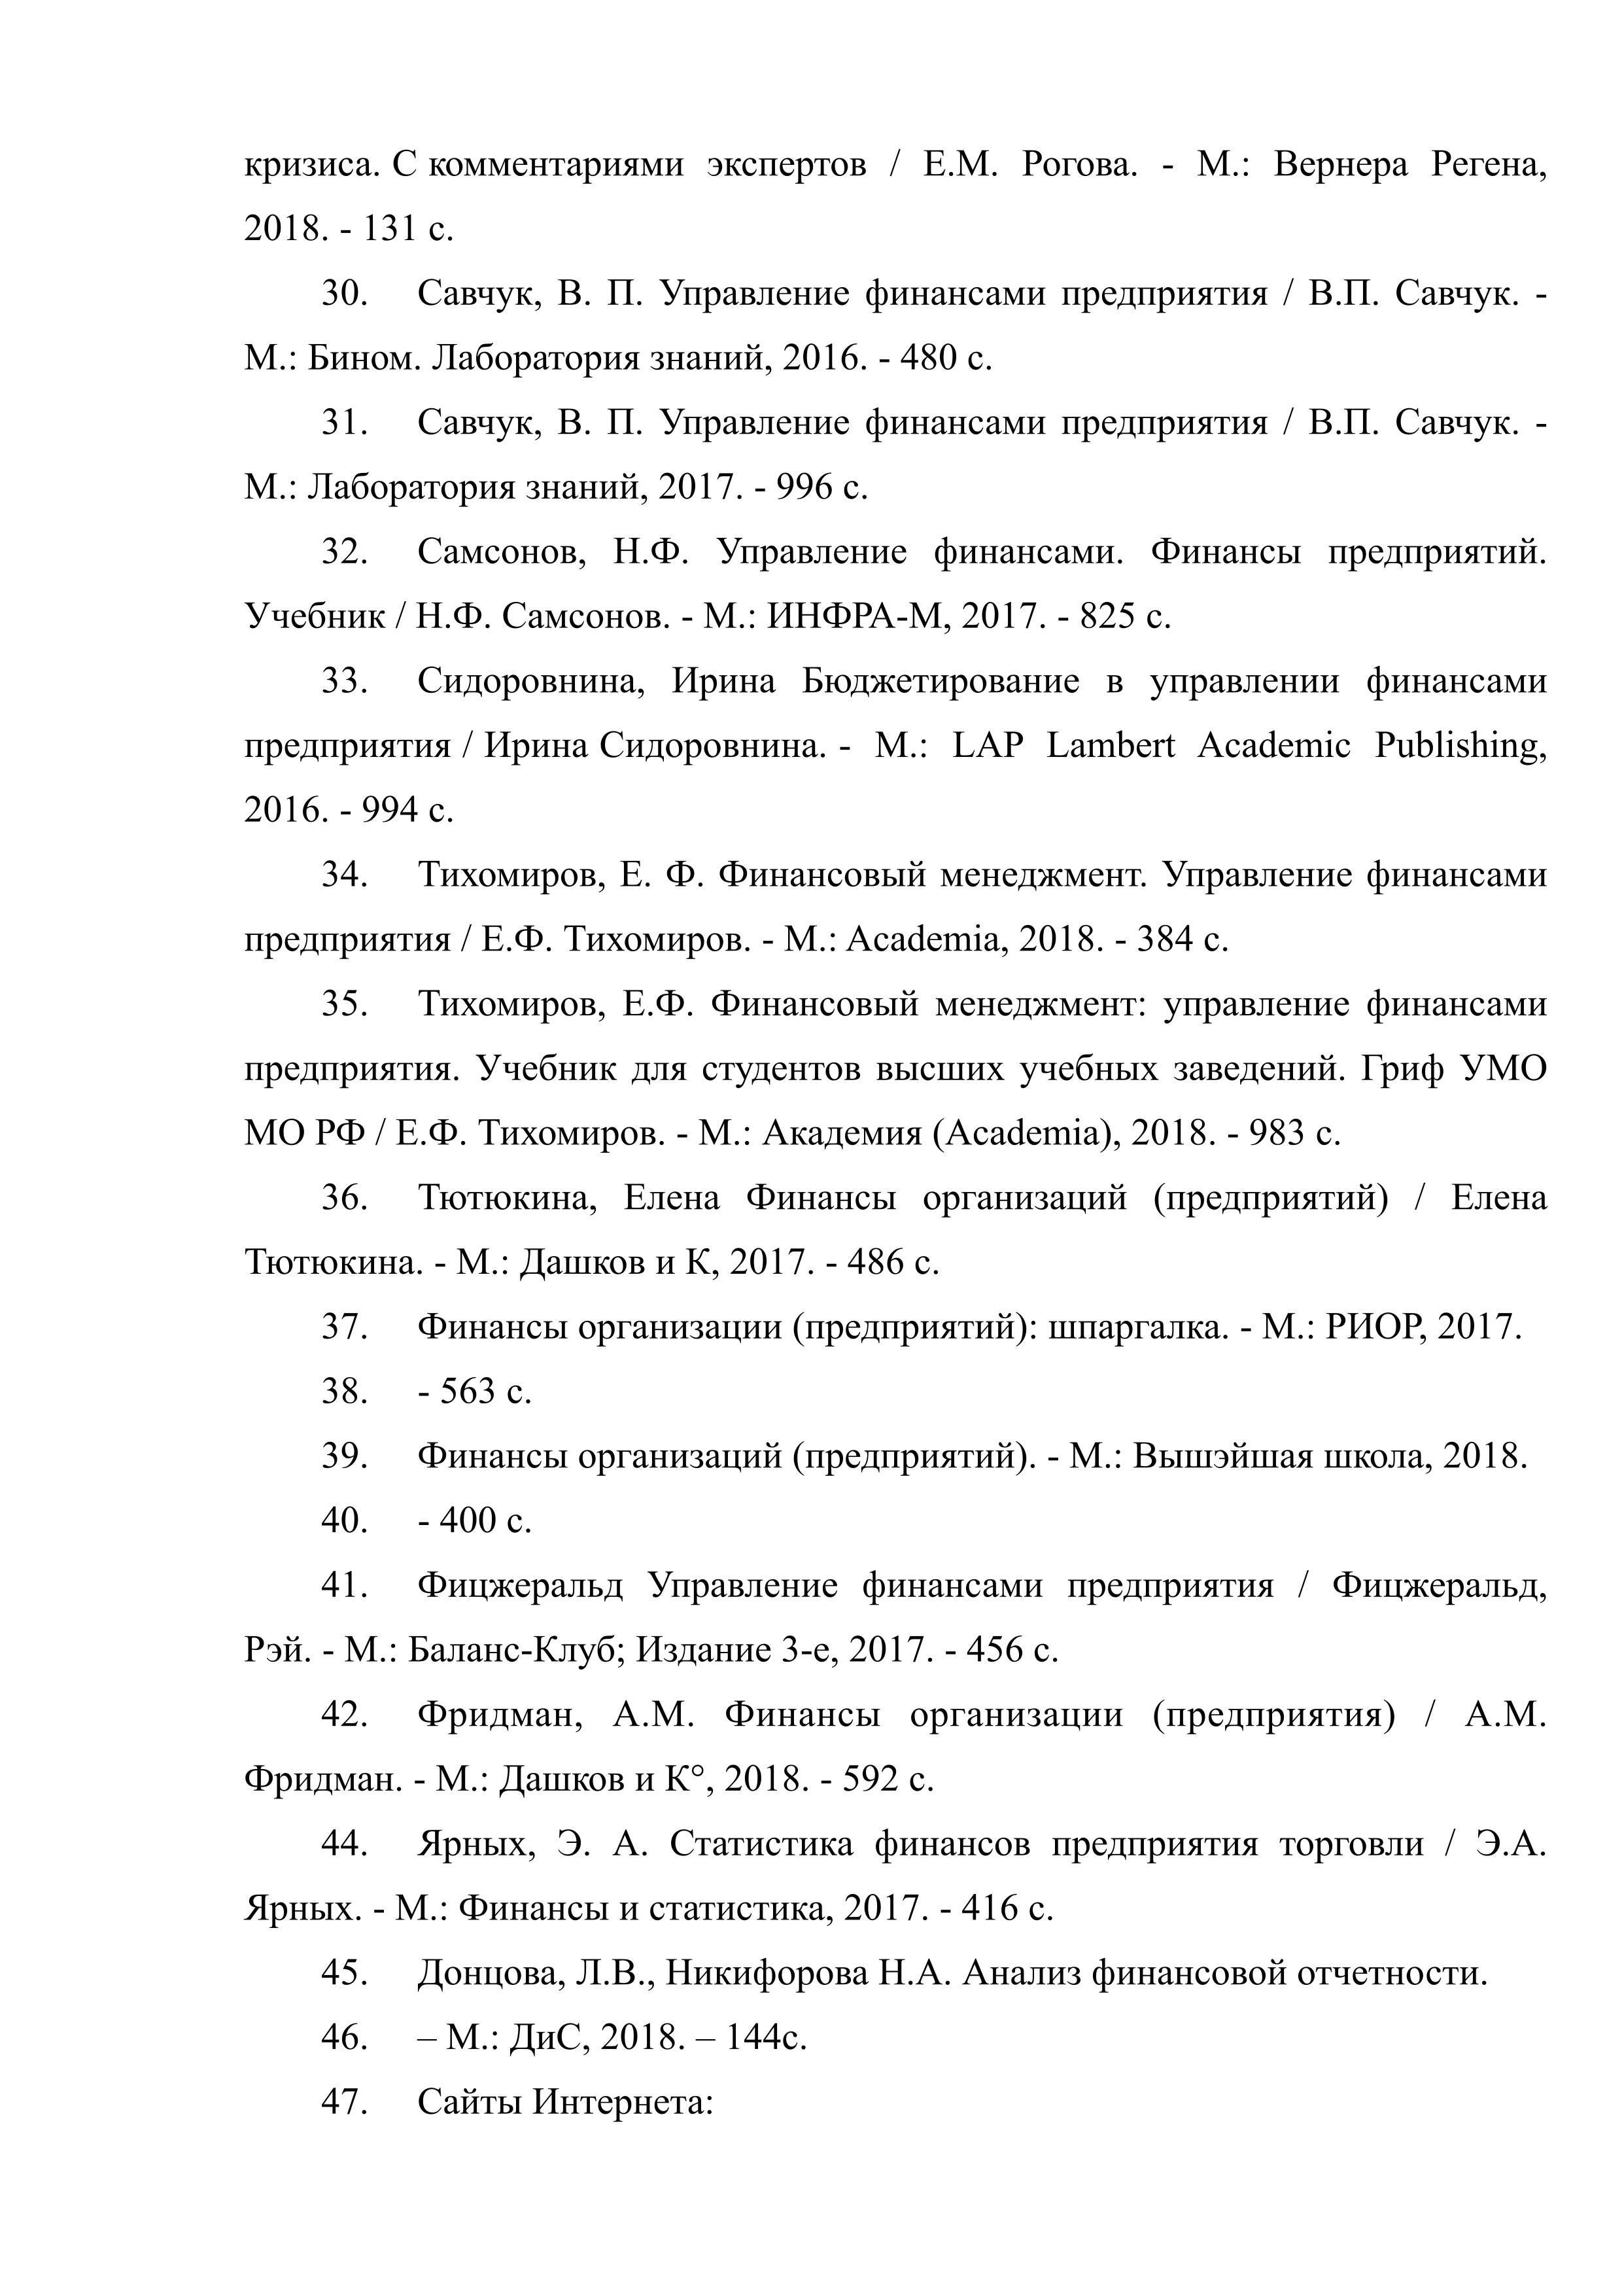 кризиса. С комментариями экспертов / Е.М. Рогова. - М.: Вернера Регена,
2018. - 131 с.
30. Савчук, В. П. Управление финансами предприятия / В.П. Савчук. -
М.: Бином. Лаборатория знаний, 2016. - 480 с.
31. Савчук, В. П. Управление финансами предприятия / В.П. Савчук. -
М.: Лаборатория знаний, 2017. - 996 с.
32. Самсонов, Н.Ф. Управление финансами. Финансы предприятий.
Учебник / Н.Ф. Самсонов. - М.: ИНФРА-М, 2017. - 825 с.
33. Сидоровнина, Ирина Бюджетирование в управлении финансами
предприятия / Ирина Сидоровнина. - М.: LAP Lambert Academic Publishing,
2016. - 994 с.
34. Тихомиров, Е. Ф. Финансовый менеджмент. Управление финансами
предприятия / Е.Ф. Тихомиров. - М.: Academia, 2018. - 384 с.
35. Тихомиров, Е.Ф. Финансовый менеджмент: управление финансами
предприятия. Учебник для студентов высших учебных заведений. Гриф УМО
МО РФ / Е.Ф. Тихомиров. - М.: Академия (Academia), 2018. - 983 с.
36. Тютюкина, Елена Финансы организаций (предприятий) / Елена
Тютюкина. - М.: Дашков и К, 2017. - 486 с.
37. Финансы организации (предприятий): шпаргалка. - М.: РИОР, 2017.
38. - 563 с.
39. Финансы организаций (предприятий). - М.: Вышэйшая школа, 2018.
40. - 400 с.
41. Фицжеральд Управление финансами предприятия / Фицжеральд,
Рэй. - М.: Баланс-Клуб; Издание 3-е, 2017. - 456 с.
42. Фридман, А.М. Финансы организации (предприятия) / А.М.
Фридман. - М.: Дашков и К°, 2018. - 592 с.
44. Ярных, Э. А. Статистика финансов предприятия торговли / Э.А.
Ярных. - М.: Финансы и статистика, 2017. - 416 с.
45. Донцова, Л.В., Никифорова Н.А. Анализ финансовой отчетности.
46. – М.: ДиС, 2018. – 144с.
47. Сайты Интернета: